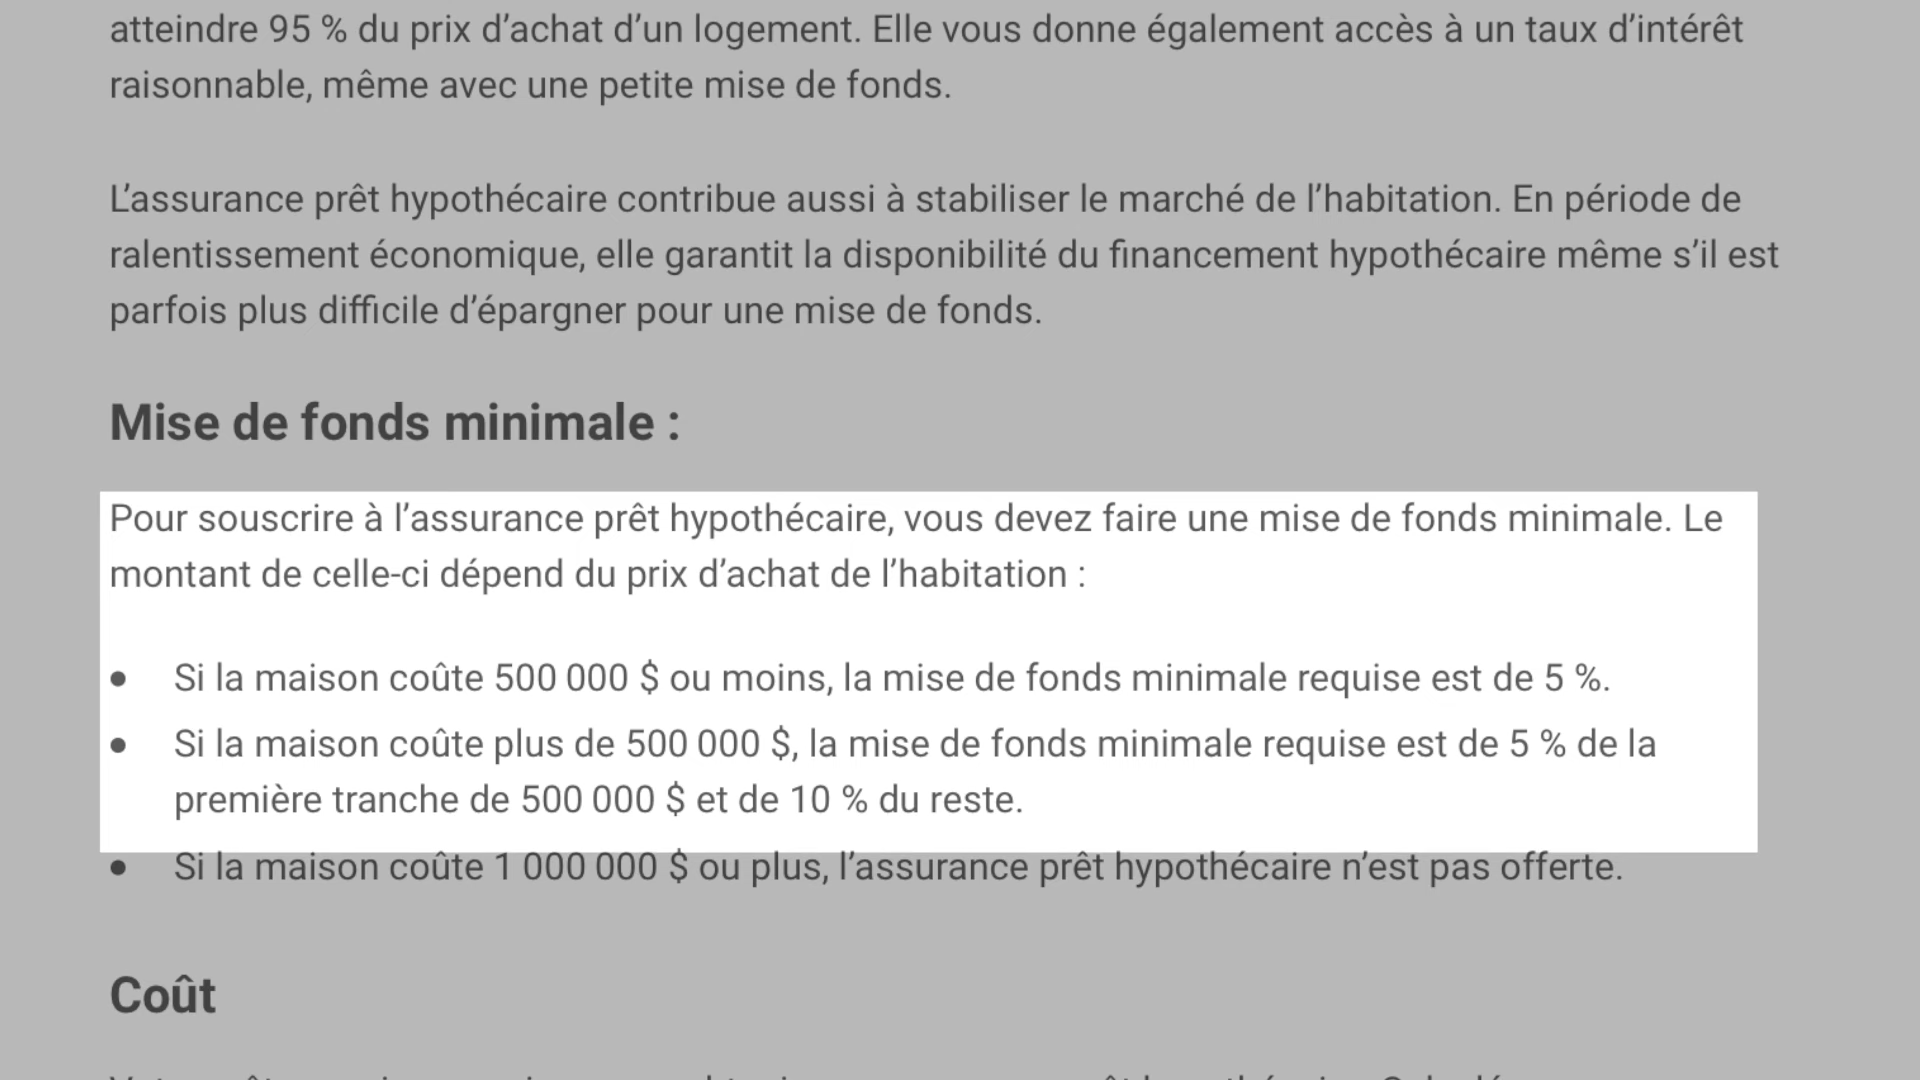 atteindre 95 % du prix d’achat d’un logement. Elle vous donne également accès à un taux d’intérêt
raisonnable, même avec une petite mise de fonds.
L’assurance prêt hypothécaire contribue aussi à stabiliser le marché de l’habitation. En période de
ralentissement économique, elle garantit la disponibilité du financement hypothécaire même s’il est
parfois plus difficile d’épargner pour une mise de fonds.
Mise de fonds minimale :
Pour souscrire à l’assurance prêt hypothécaire, vous devez faire une mise de fonds minimale. Le
montant de celle-ci dépend du prix d’achat de l’habitation :
• Si la maison coûte 500 000 $ ou moins, la mise de fonds minimale requise est de 5 %.
• Si la maison coûte plus de 500 000 $, la mise de fonds minimale requise est de 5 % de la
première tranche de 500 000 $ et de 10 % du reste.
• Si la maison coûte 1 000 000 $ ou plus, l’assurance prêt hypothécaire n’est pas offerte.
Coût